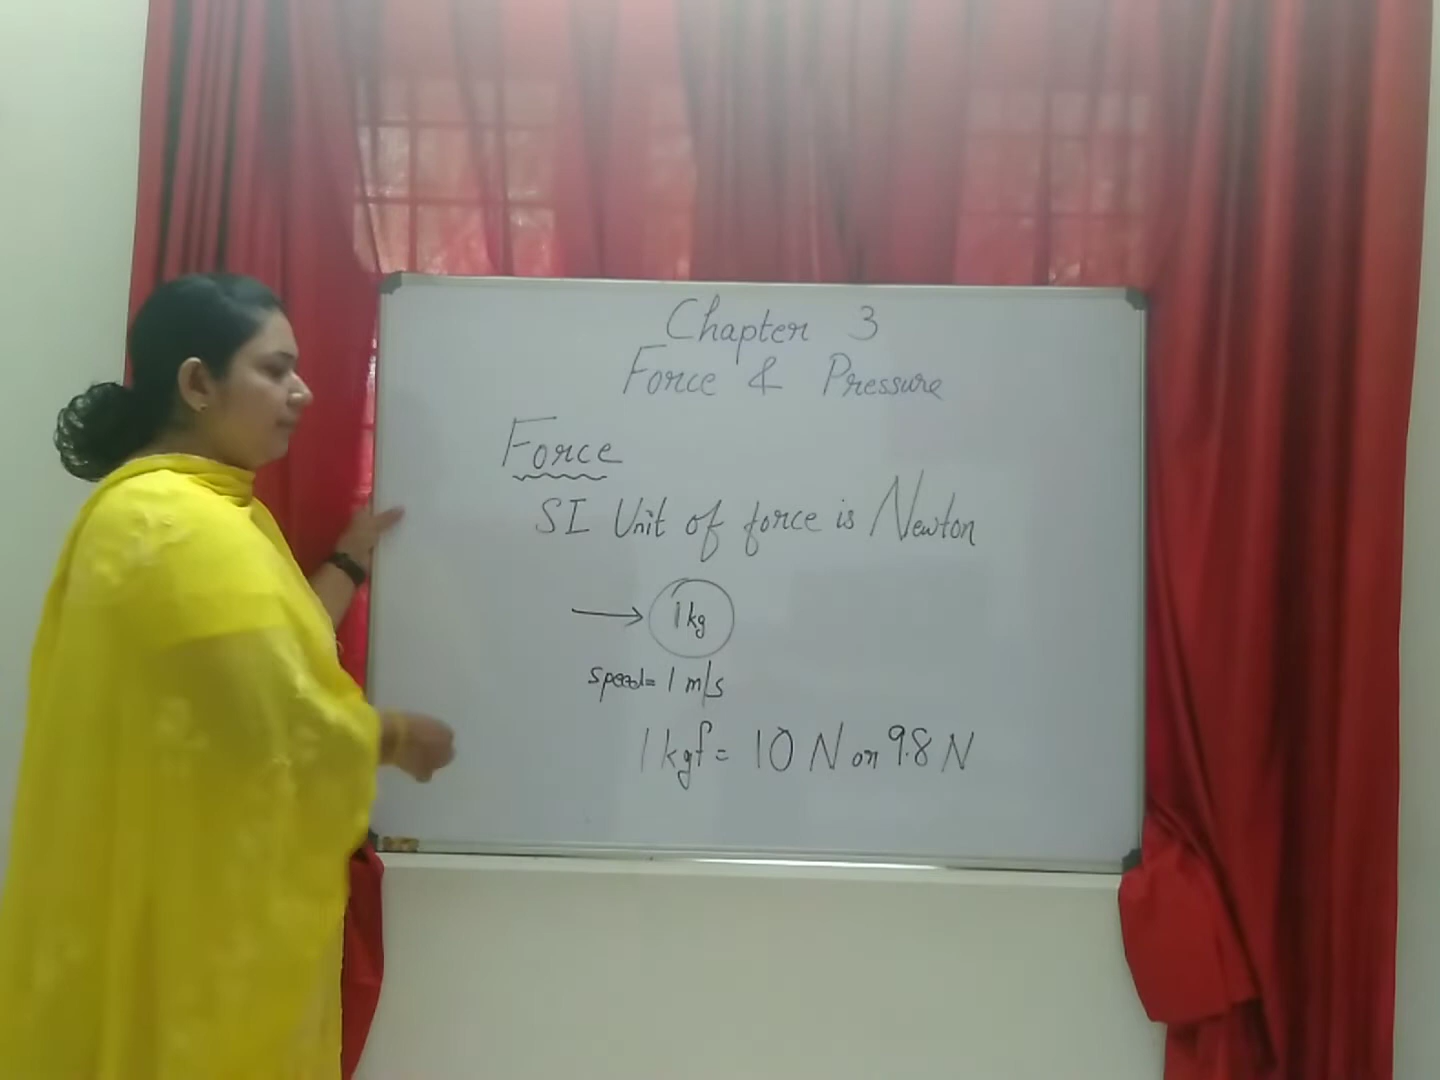 Chapter 3
Force & Pressure
Force
SI Unit of force is Newton
1 kg
speed = 1 m/s
1 kgf = 10 N or 9.8 N